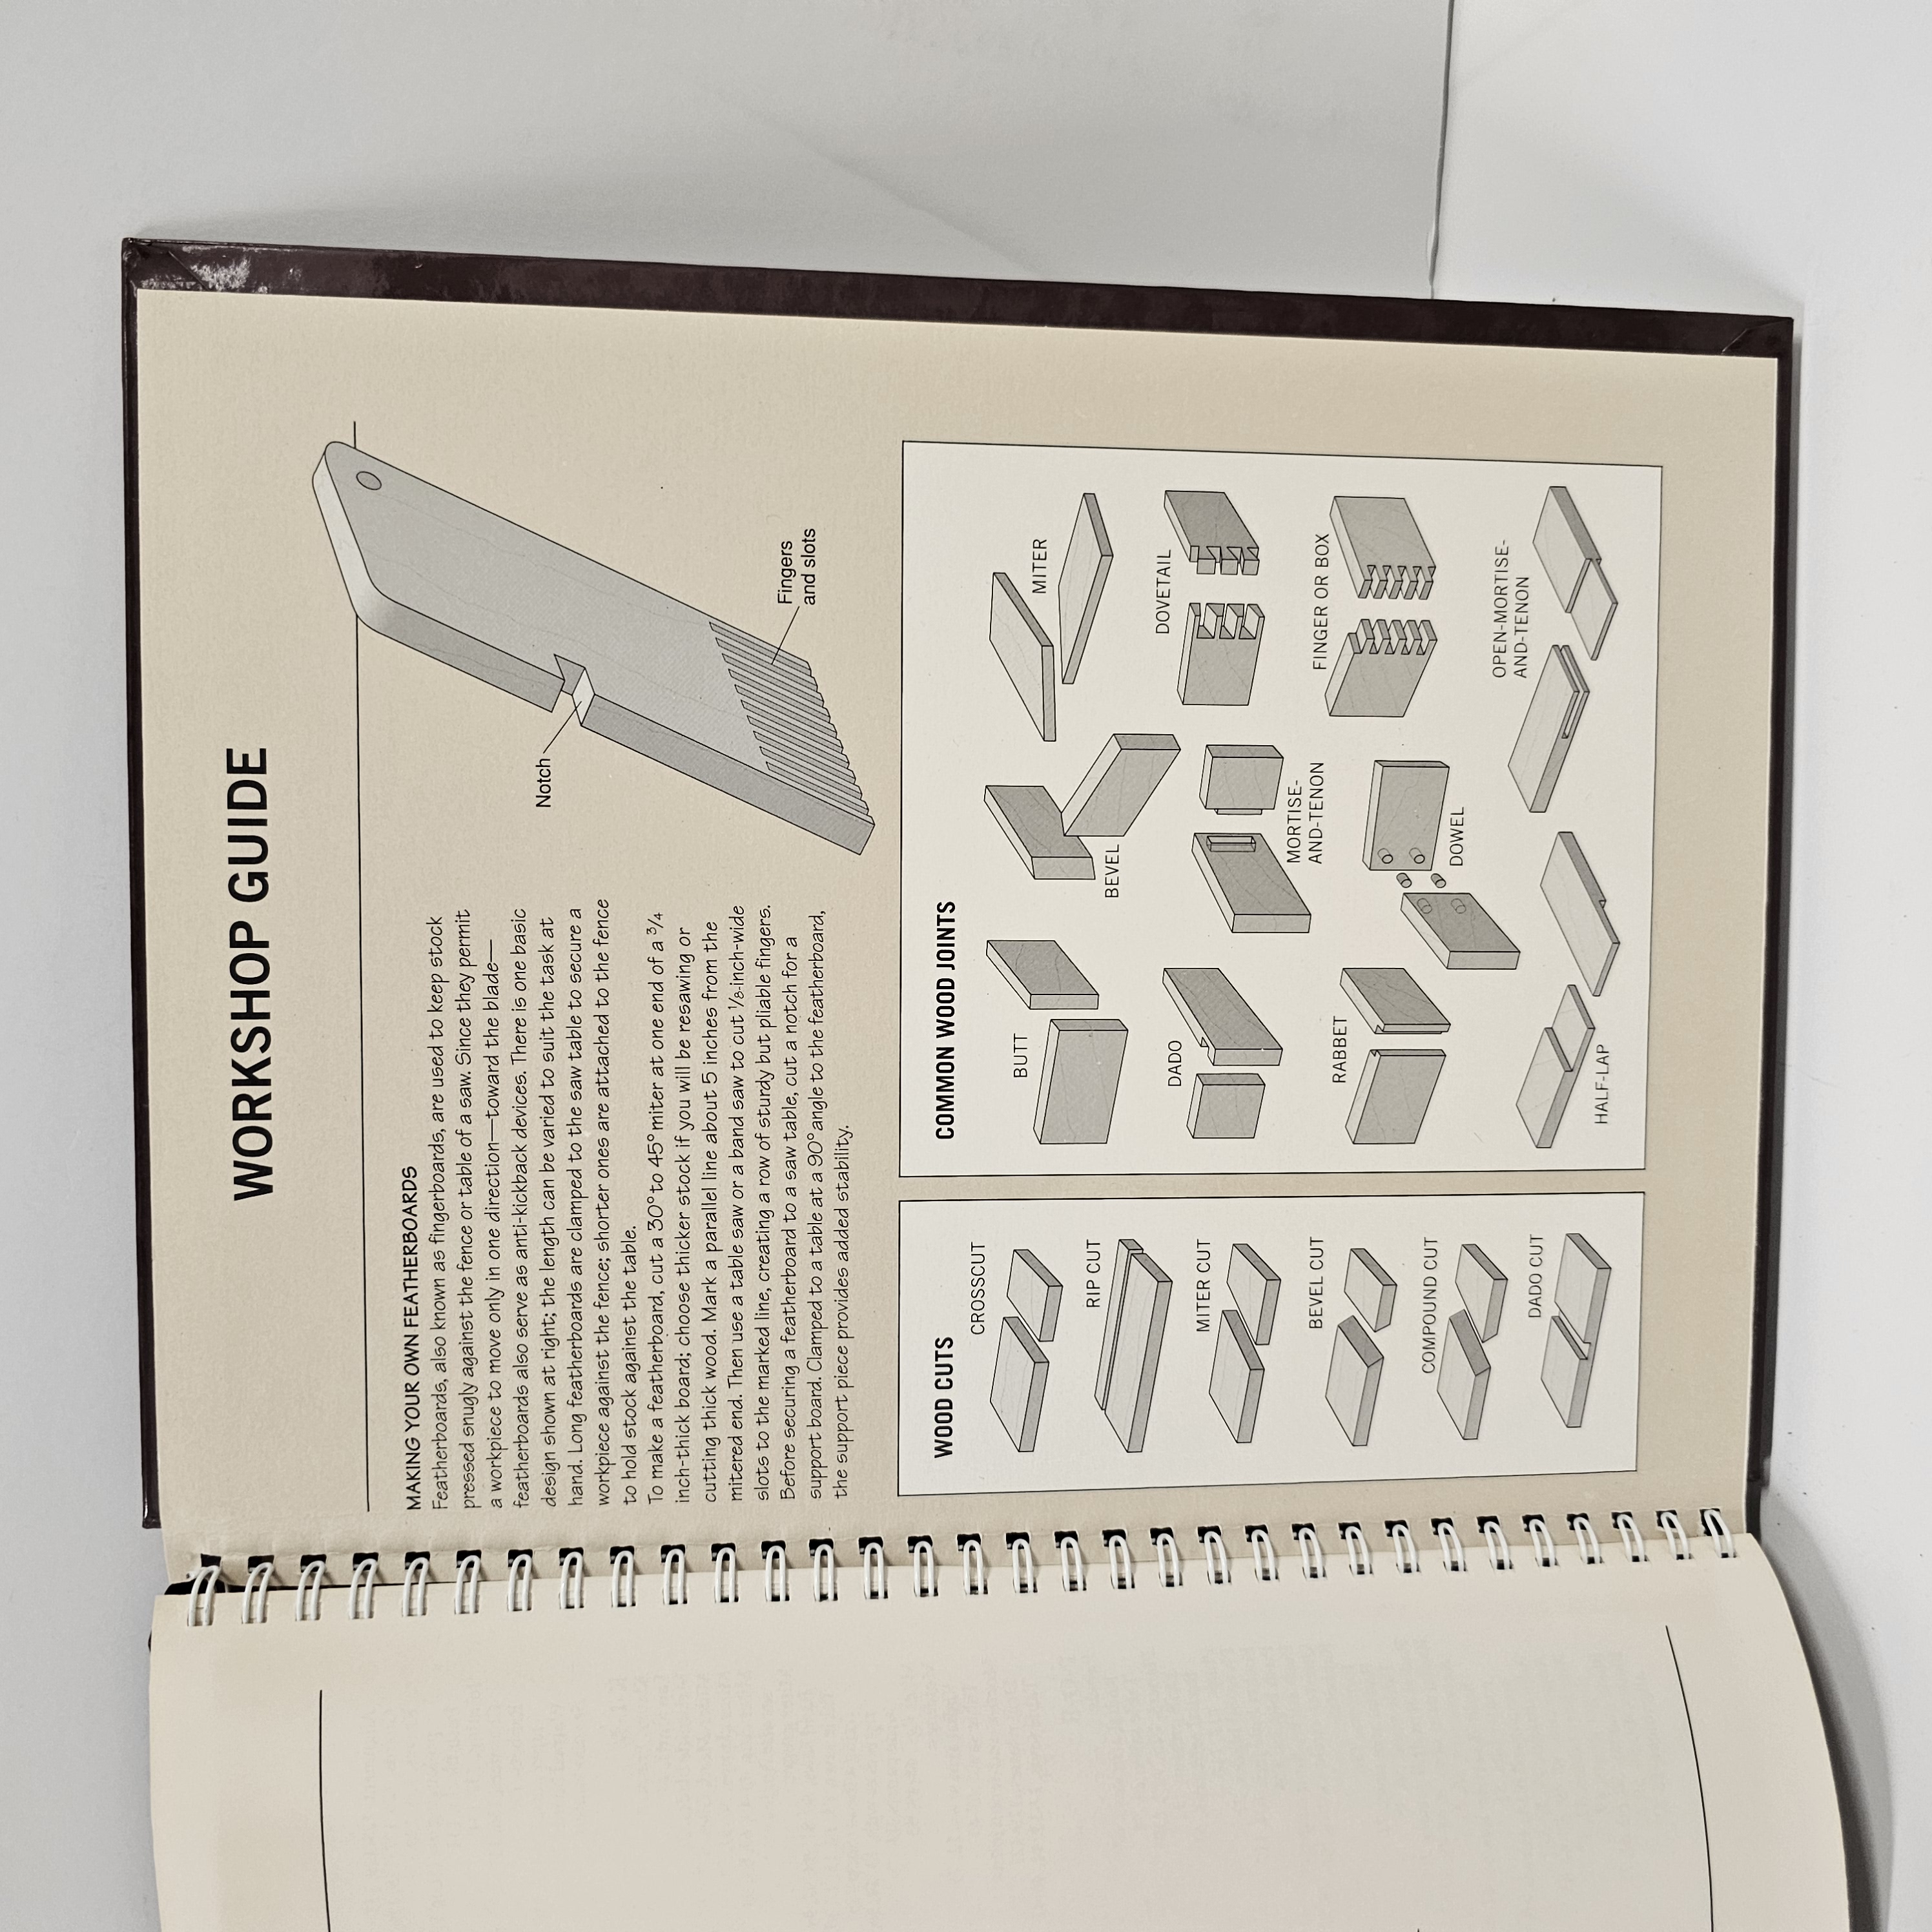 WORKSHOP GUIDE
MAKING YOUR OWN FEATHERBOARDS
Featherboards, also known as fingerboards, are used to keep stock
pressed snugly against the fence or table of a saw. Since they permit
a workpiece to move only in one direction—toward the blade—
featherboards also serve as anti-kickback devices. There is one basic
design shown at right; the length can be varied to suit the task at
hand. Long featherboards are clamped to the saw table to secure a
workpiece against the fence; shorter ones are attached to the fence
to hold stock against the table.
To make a featherboard, cut a 30° to 45° miter at one end of a ¾
inch-thick board; choose thicker stock if you will be resawing or
cutting thick wood. Mark a parallel line about 5 inches from the
mitered end. Then use a table saw or a band saw to cut ⅛-inch-wide
slots to the marked line, creating a row of sturdy but pliable fingers.
Before securing a featherboard to a saw table, cut a notch for a
support board. Clamped to a table at a 90° angle to the featherboard,
the support piece provides added stability.
Notch
Fingers
and slots
WOOD CUTS
CROSSCUT
RIP CUT
MITER CUT
BEVEL CUT
COMPOUND CUT
DADO CUT
COMMON WOOD JOINTS
BUTT
BEVEL
MITER
DADO
MORTISE-
AND-TENON
DOVETAIL
RABBET
DOWEL
FINGER OR BOX
HALF-LAP
OPEN-MORTISE-
AND-TENON